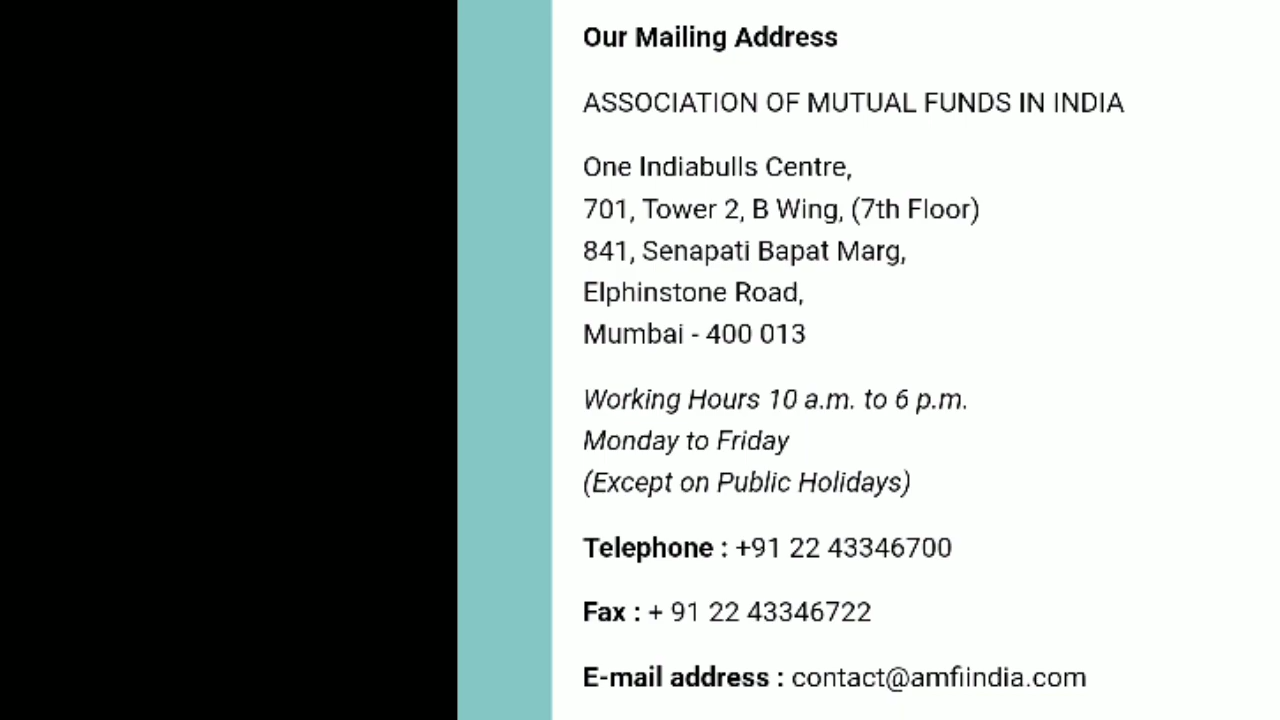 Our Mailing Address
ASSOCIATION OF MUTUAL FUNDS IN INDIA
One Indiabulls Centre,
701, Tower 2, B Wing, (7th Floor)
841, Senapati Bapat Marg,
Elphinstone Road,
Mumbai - 400 013
Working Hours 10 a.m. to 6 p.m.
Monday to Friday
(Except on Public Holidays)
Telephone : +91 22 43346700
Fax : + 91 22 43346722
E-mail address : contact@amfiindia.com